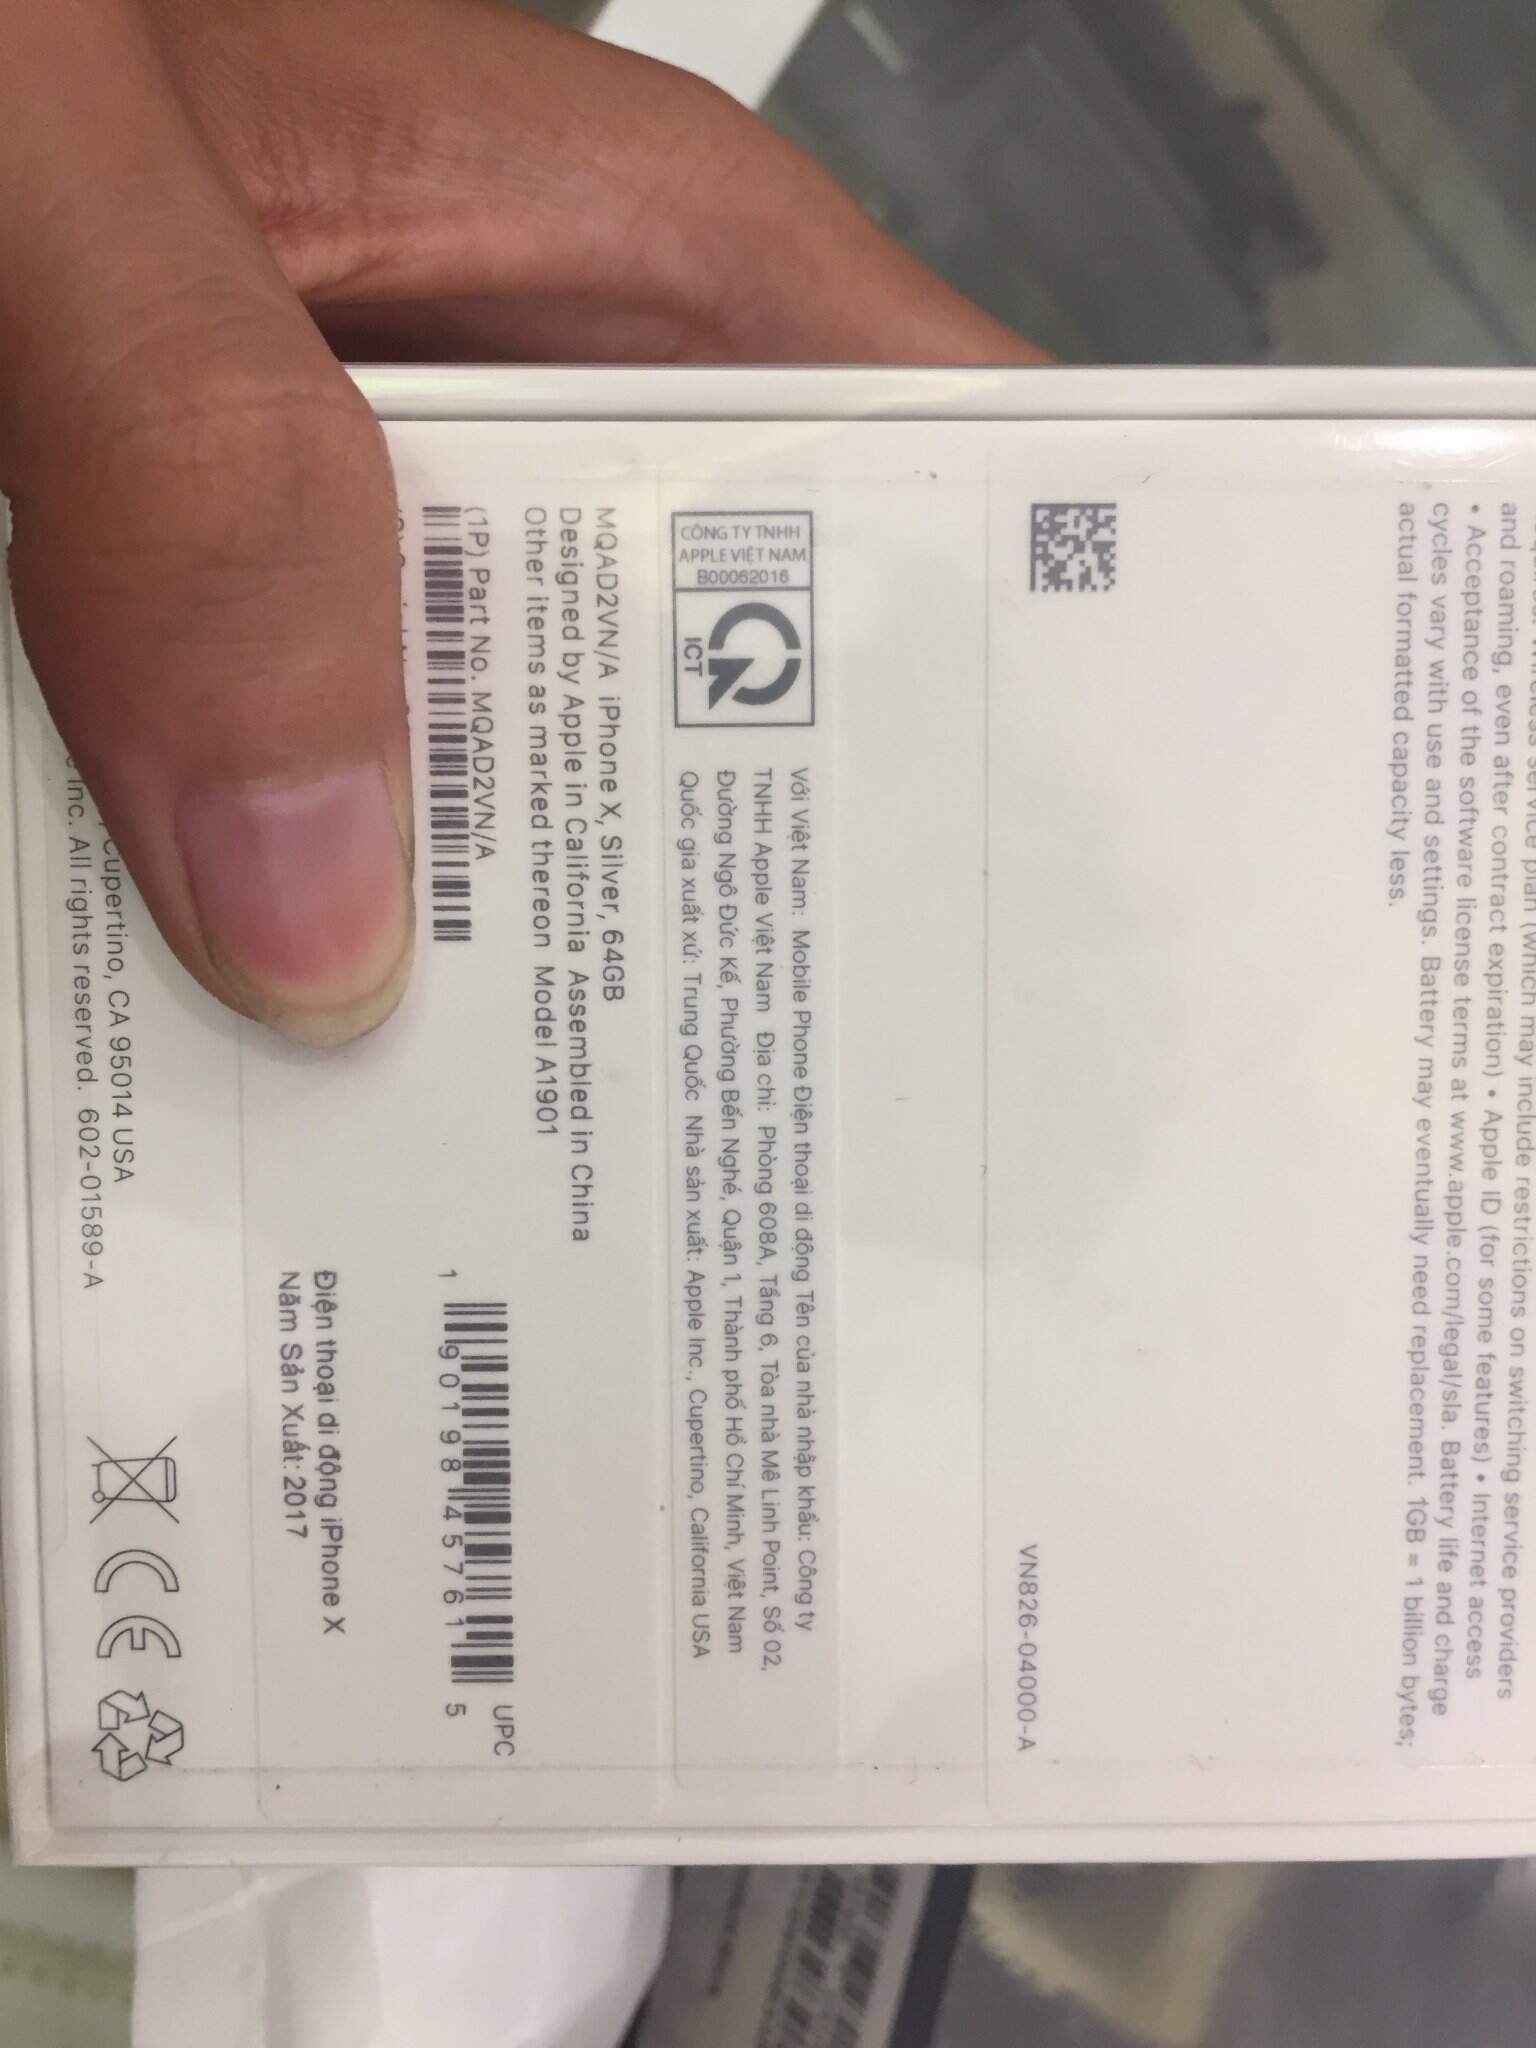 and roaming, even after contract expiration) • Apple ID (for some features) • Internet access
• Acceptance of the software license terms at www.apple.com/legal/sla. Battery life and charge
cycles vary with use and settings. Battery may eventually need replacement. 1GB = 1 billion bytes;
actual formatted capacity less.
VN826-04000-A
CÔNG TY TNHH
APPLE VIỆT NAM
B00062016
ICT
Với Việt Nam: Mobile Phone Điện thoại di động Tên của nhà nhập khẩu: Công ty
TNHH Apple Việt Nam Địa chỉ: Phòng 608A, Tầng 6, Tòa nhà Mê Linh Point, Số 02,
Đường Ngô Đức Kế, Phường Bến Nghé, Quận 1, Thành phố Hồ Chí Minh, Việt Nam
Quốc gia xuất xứ: Trung Quốc Nhà sản xuất: Apple Inc., Cupertino, California USA
MQAD2VN/A iPhone X, Silver, 64GB
Designed by Apple in California Assembled in China
Other items as marked thereon Model A1901
(1P) Part No. MQAD2VN/A
UPC
1 90198 45761 5
Điện thoại di động iPhone X
Năm Sản Xuất: 2017
Cupertino, CA 95014 USA
Inc. All rights reserved. 602-01589-A
CE